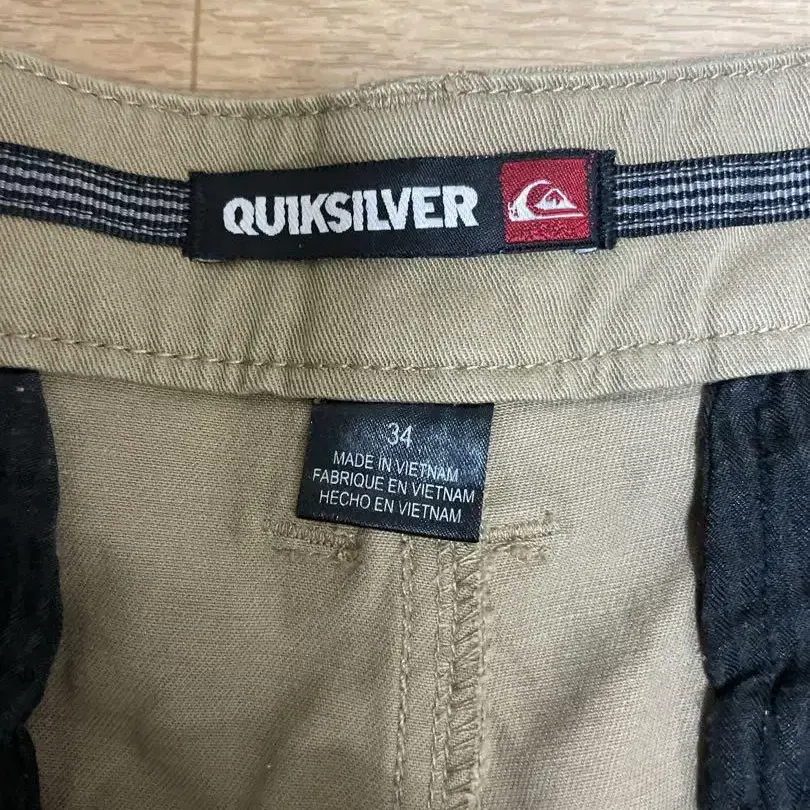 QUIKSILVER
34
MADE IN VIETNAM
FABRIQUE EN VIETNAM
HECHO EN VIETNAM